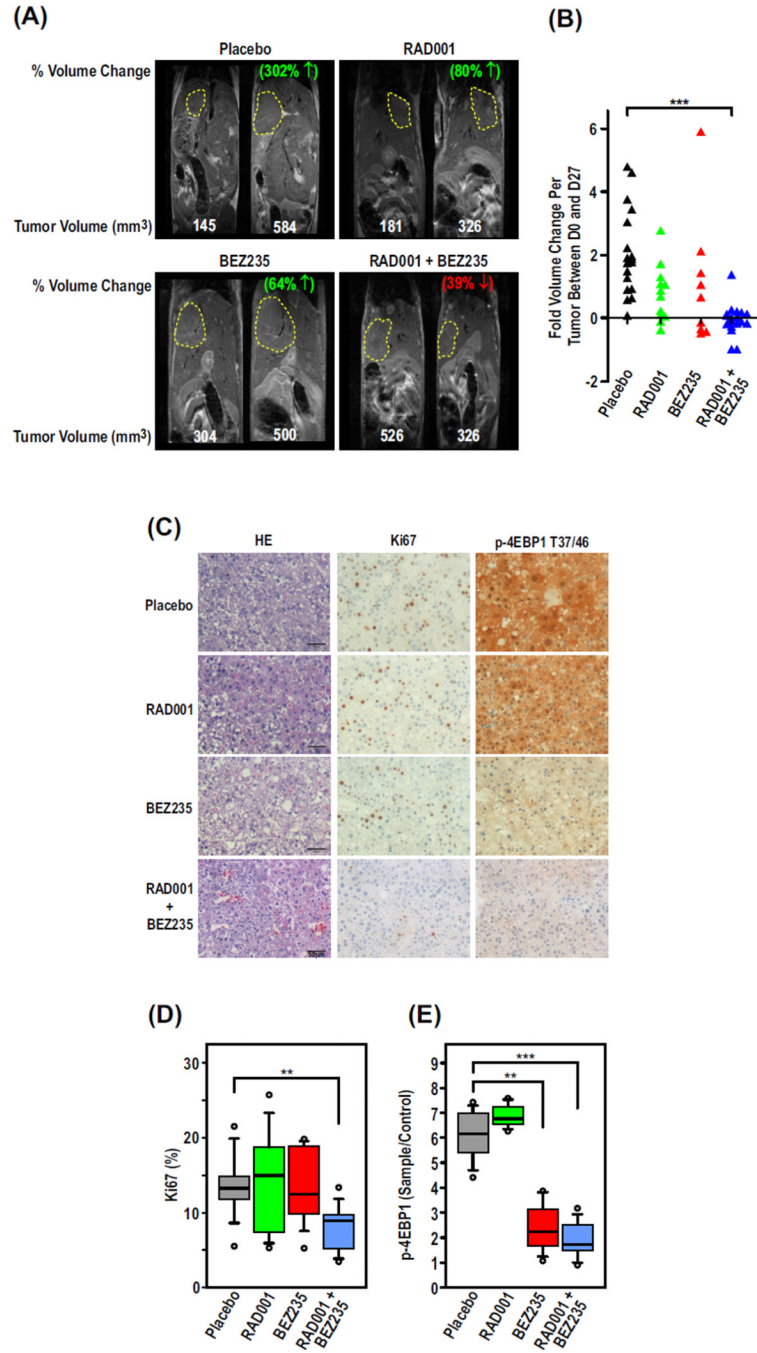 (A)
Placebo
RAD001
% Volume Change
(302% ↑)
(80% ↑)
Tumor Volume (mm³)
145
584
181
326
BEZ235
RAD001 + BEZ235
% Volume Change
(64% ↑)
(39% ↓)
Tumor Volume (mm³)
304
500
526
326
(B)
Fold Volume Change Per
Tumor Between D0 and D27
***
6
4
2
0
-2
Placebo
RAD001
BEZ235
RAD001 +
BEZ235
(C)
HE
Ki67
p-4EBP1 T37/46
Placebo
RAD001
BEZ235
RAD001
+
BEZ235
50µm
(D)
Ki67 (%)
30
20
10
0
**
Placebo
RAD001
BEZ235
RAD001 +
BEZ235
(E)
p-4EBP1 (Sample/Control)
9
8
7
6
5
4
3
2
1
0
***
**
Placebo
RAD001
BEZ235
RAD001 +
BEZ235